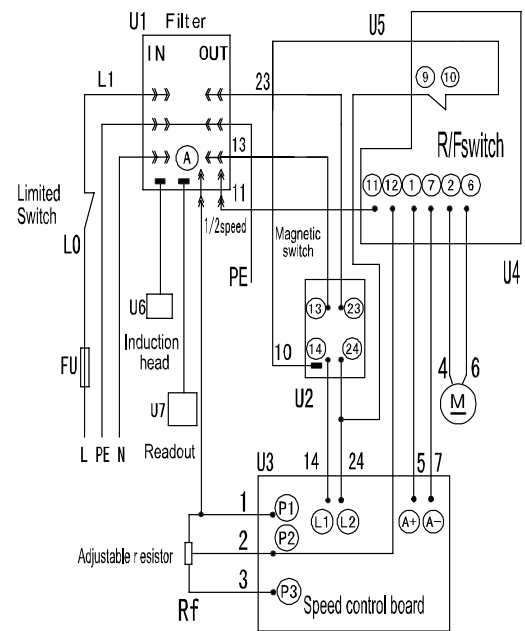 U1 Filter
U5
IN OUT
L1
23
9 10
R/Fswitch
13
A
11
11 12 1 7 2 6
Limited
Switch
1/2speed
Magnetic
switch
L0
PE
U4
U6
13 23
Induction
head
10
14 24
4 6
FU
U7
U2
M
L PE N
Readout
U3
14 24
5 7
1
P1
L1 L2
A+ A-
2
P2
Adjustable resistor
3
P3
Speed control board
Rf